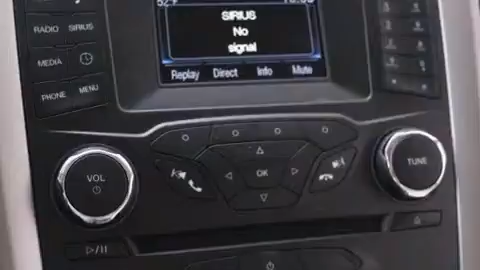 SIRIUS
No
signal
Replay Direct Info Mute
RADIO SIRIUS
MEDIA
PHONE MENU
VOL
OK
TUNE